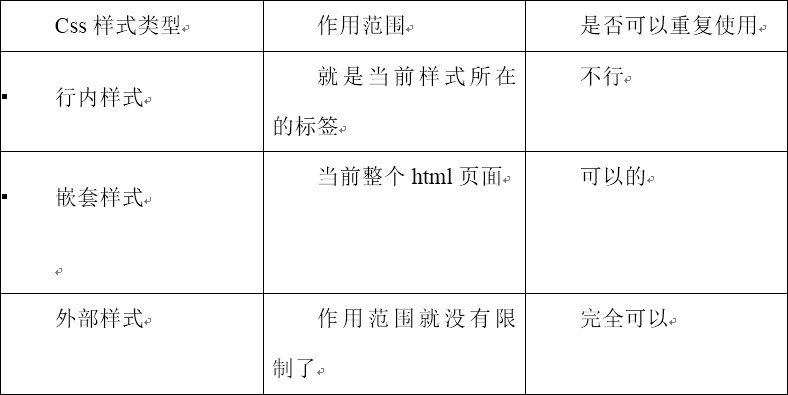 Css 样式类型
作用范围
是否可以重复使用
行内样式
就是当前样式所在
的标签
不行
嵌套样式
当前整个 html 页面
可以的
外部样式
作用范围就没有限
制了
完全可以